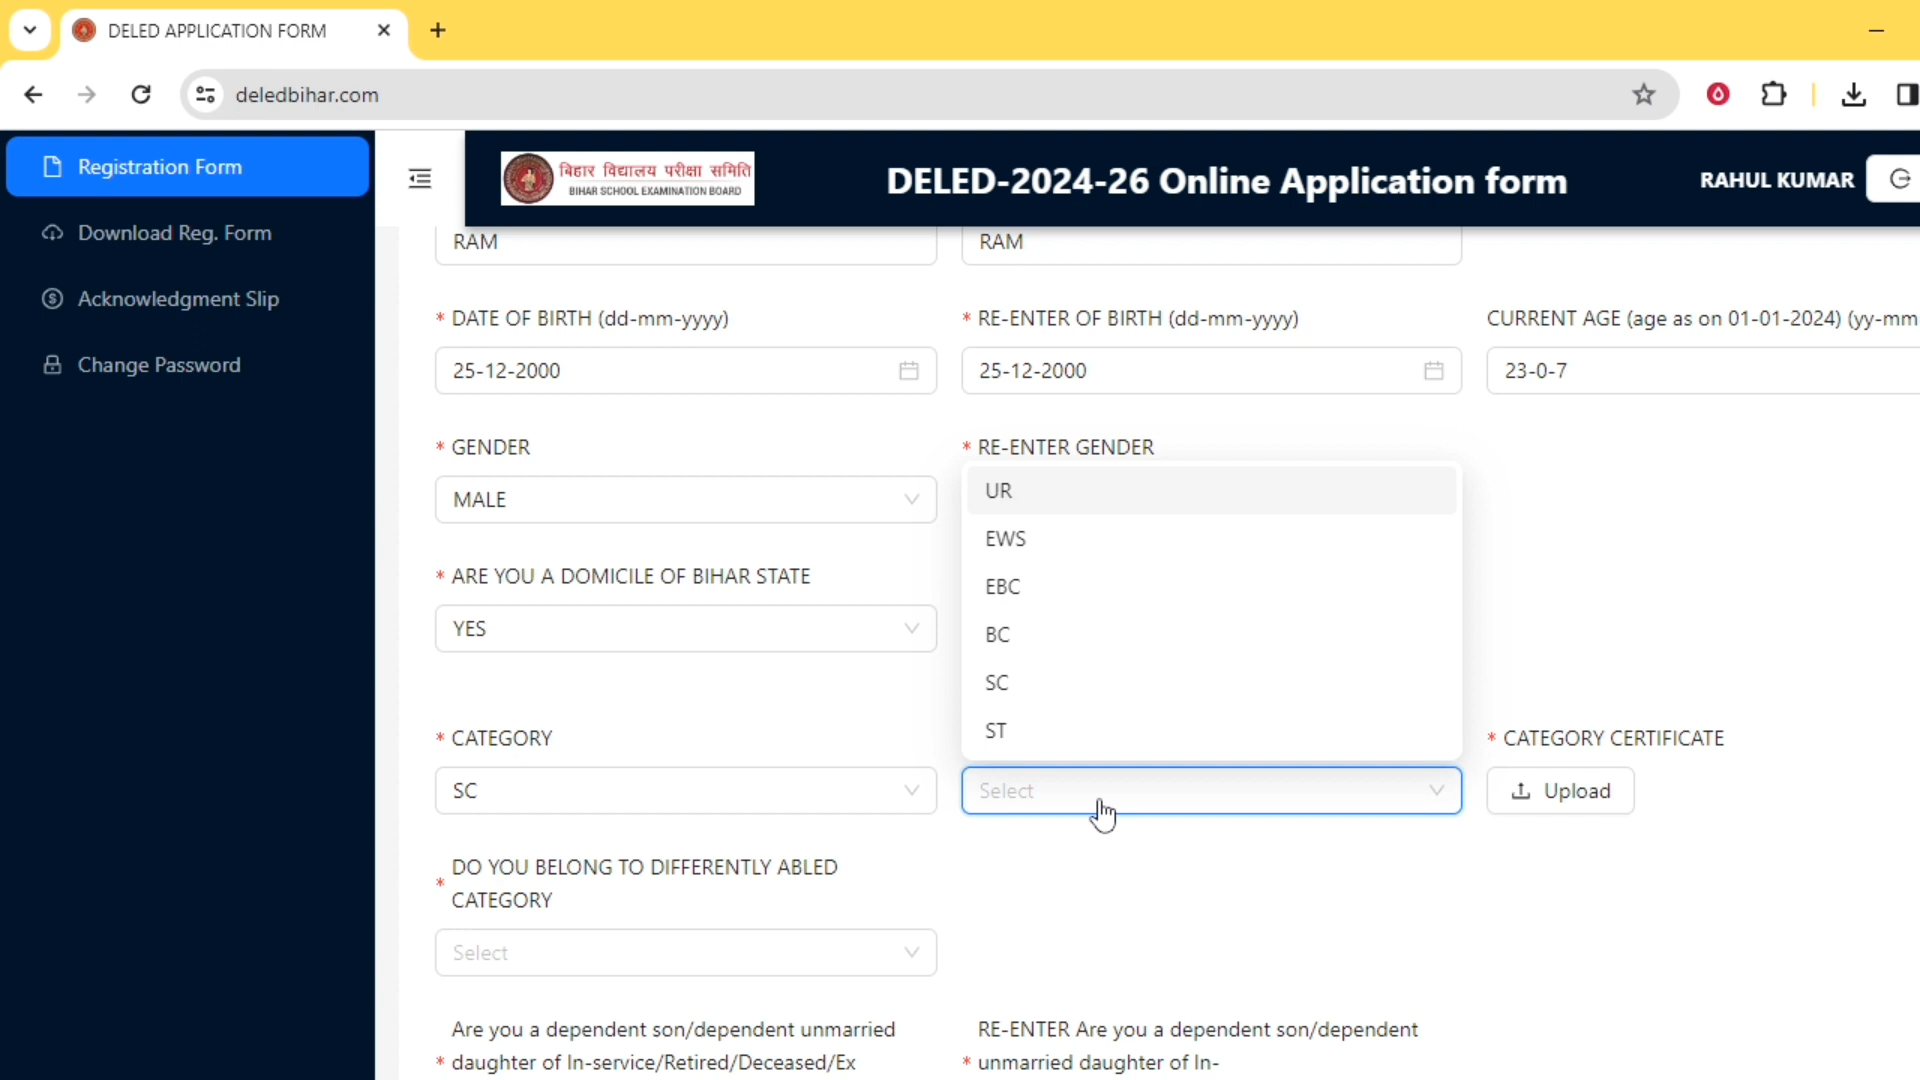 DELED APPLICATION FORM
deledbihar.com
Registration Form
Download Reg. Form
Acknowledgment Slip
Change Password
बिहार विद्यालय परीक्षा समिति
BIHAR SCHOOL EXAMINATION BOARD
DELED-2024-26 Online Application form
RAHUL KUMAR
RAM
RAM
* DATE OF BIRTH (dd-mm-yyyy)
* RE-ENTER OF BIRTH (dd-mm-yyyy)
CURRENT AGE (age as on 01-01-2024) (yy-mm
25-12-2000
25-12-2000
23-0-7
* GENDER
* RE-ENTER GENDER
MALE
UR
EWS
EBC
BC
SC
ST
* ARE YOU A DOMICILE OF BIHAR STATE
YES
* CATEGORY
* CATEGORY CERTIFICATE
SC
Select
Upload
DO YOU BELONG TO DIFFERENTLY ABLED
* CATEGORY
Select
Are you a dependent son/dependent unmarried
* daughter of In-service/Retired/Deceased/Ex
RE-ENTER Are you a dependent son/dependent
* unmarried daughter of In-